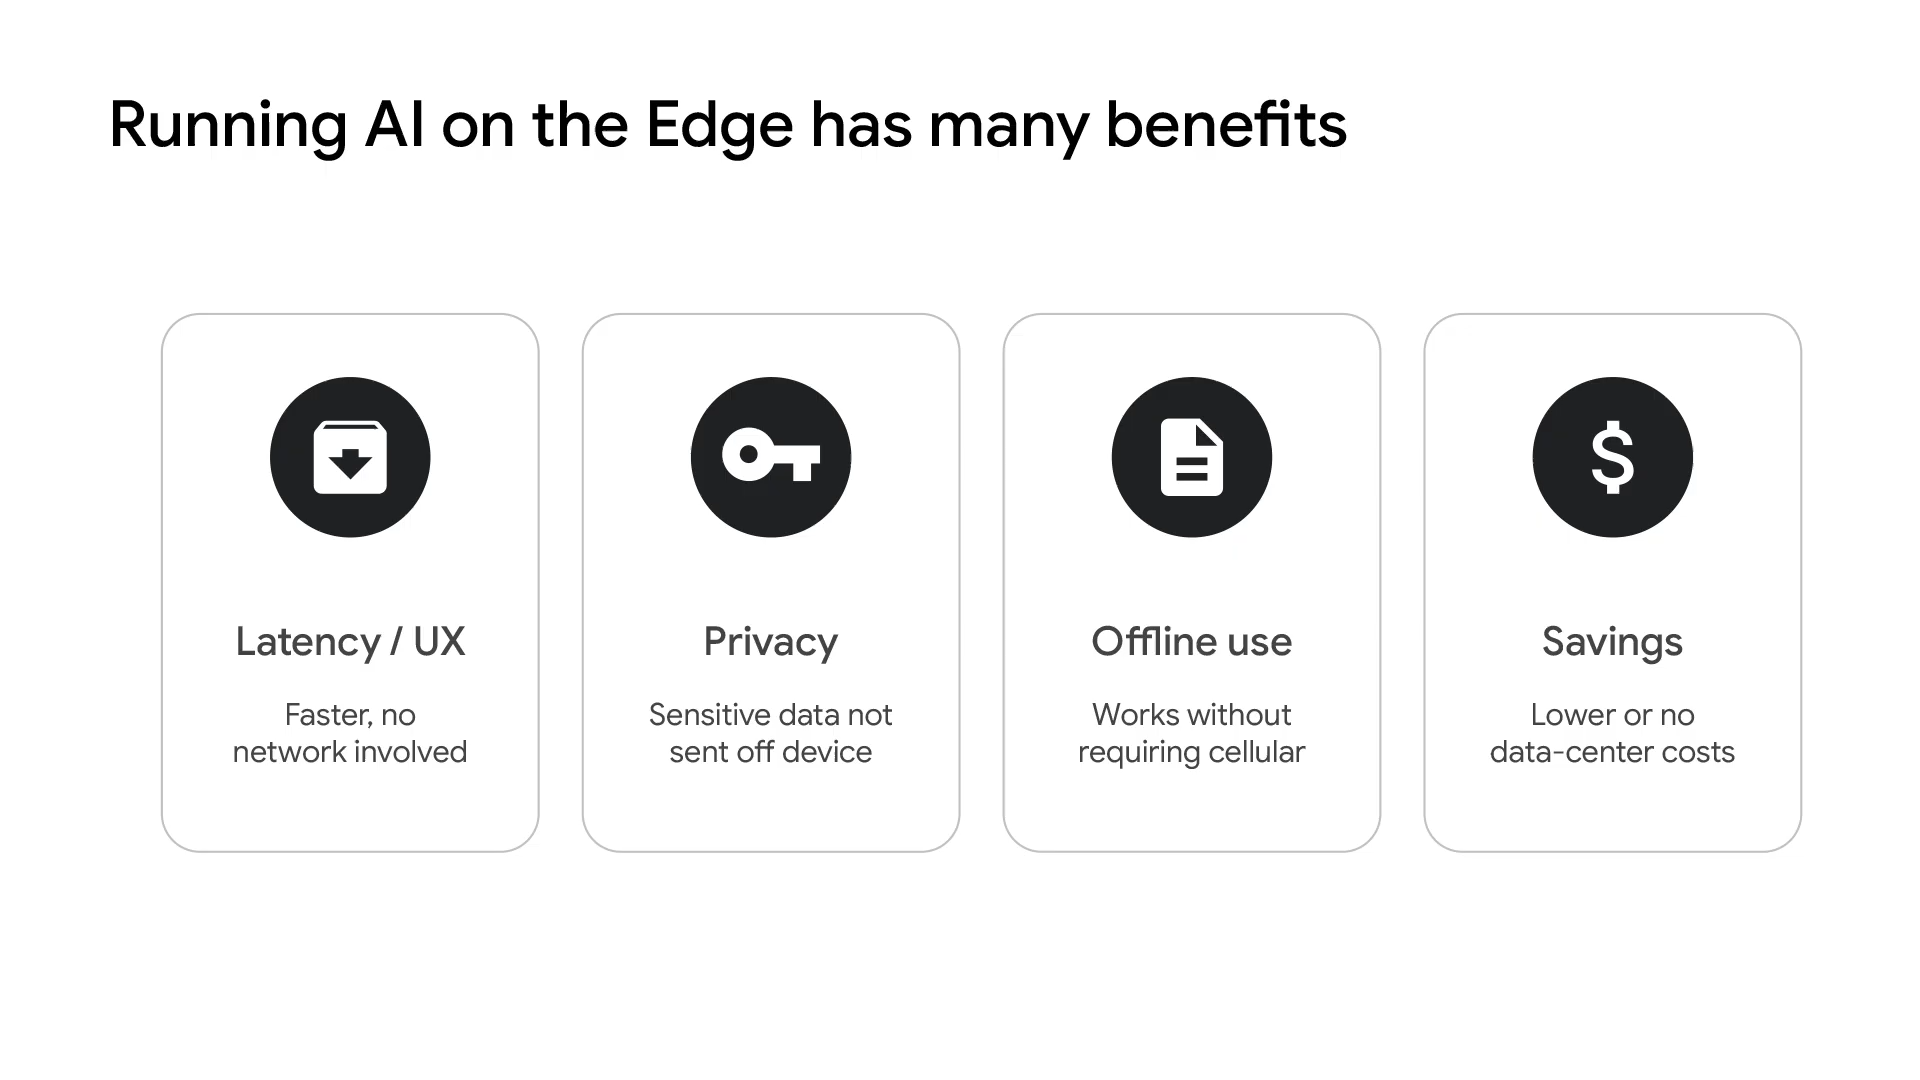 Running AI on the Edge has many benefits
Latency / UX
Faster, no
network involved
Privacy
Sensitive data not
sent off device
Offline use
Works without
requiring cellular
$
Savings
Lower or no
data-center costs